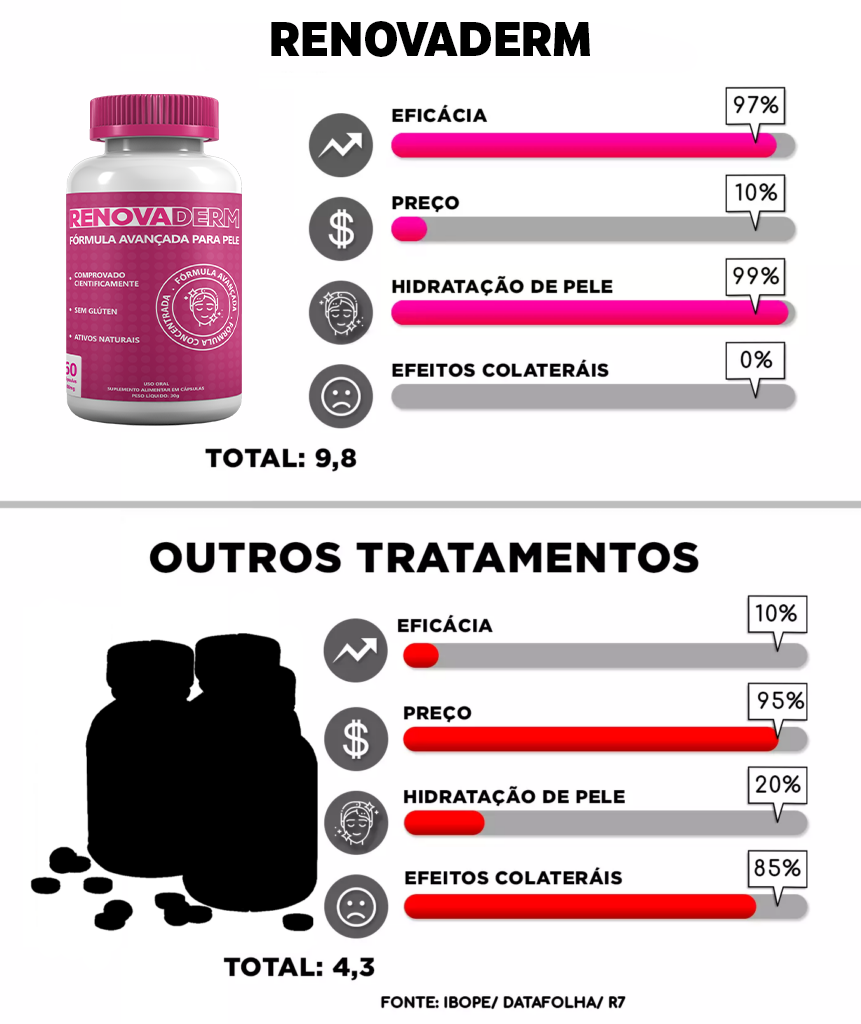 RENOVADERM
EFICÁCIA
97%
PREÇO
10%
HIDRATAÇÃO DE PELE
99%
EFEITOS COLATERÁIS
0%
RENOVADERM
FÓRMULA AVANÇADA PARA PELE
• COMPROVADO
CIENTIFICAMENTE
• SEM GLÚTEN
• ATIVOS NATURAIS
FÓRMULA AVANÇADA
FÓRMULA CONCENTRADA
60
USO ORAL
SUPLEMENTO ALIMENTAR EM CÁPSULAS
PESO LÍQUIDO: 30g
TOTAL: 9,8
OUTROS TRATAMENTOS
EFICÁCIA
10%
PREÇO
95%
HIDRATAÇÃO DE PELE
20%
EFEITOS COLATERÁIS
85%
TOTAL: 4,3
FONTE: IBOPE/ DATAFOLHA/ R7